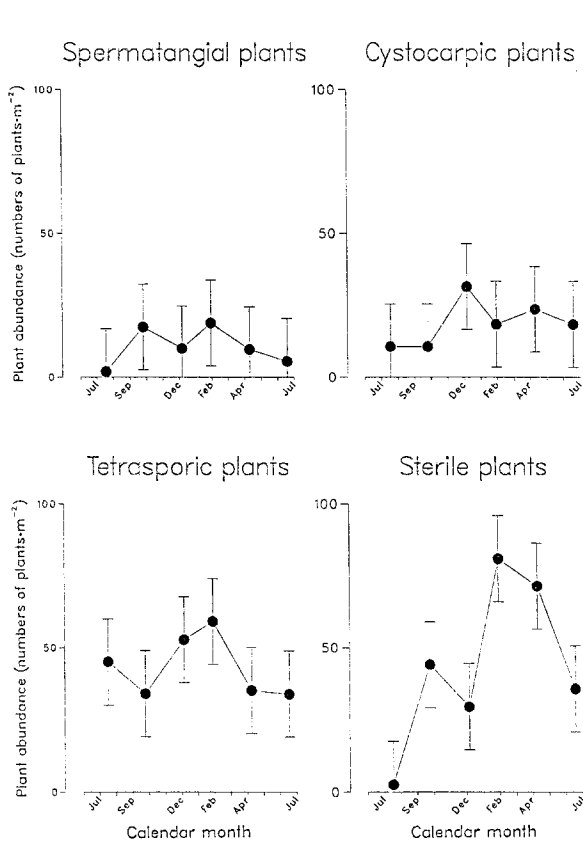 Spermatangial plants
Cystocarpic plants
Plant abundance (numbers of plants·m⁻²)
100
50
0
Jul Sep Dec Feb Apr Jul
100
50
0
Jul Sep Dec Feb Apr Jul
Tetrasporic plants
Sterile plants
Plant abundance (numbers of plants·m⁻²)
100
50
0
Jul Sep Dec Feb Apr Jul
Calendar month
100
50
0
Jul Sep Dec Feb Apr Jul
Calendar month